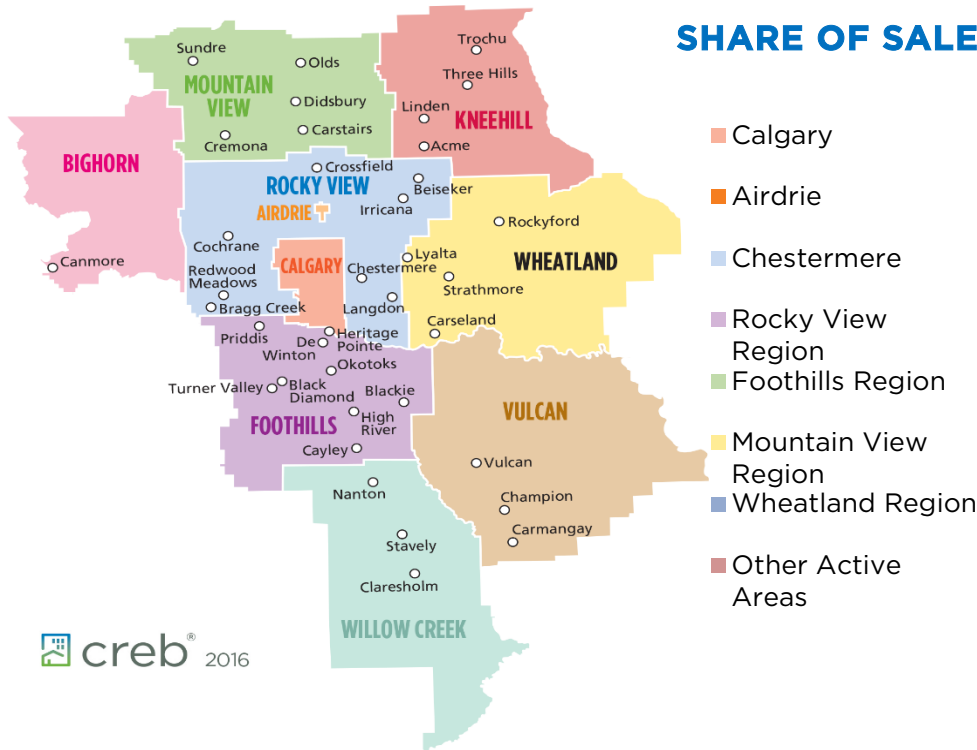 SHARE OF SALE
Sundre
Olds
MOUNTAIN
VIEW
Didsbury
Carstairs
Cremona
Trochu
Three Hills
Linden
KNEEHILL
Acme
BIGHORN
Canmore
Crossfield
ROCKY VIEW
Beiseker
AIRDRIE
Irricana
Cochrane
CALGARY
Redwood
Meadows
Chestermere
Bragg Creek
Langdon
Rockyford
Lyalta
WHEATLAND
Strathmore
Carseland
Priddis
De
Winton
Heritage
Pointe
Okotoks
Turner Valley
Black
Diamond
Blackie
FOOTHILLS
High
River
Cayley
VULCAN
Vulcan
Champion
Carmangay
Nanton
Stavely
Claresholm
WILLOW CREEK
Calgary
Airdrie
Chestermere
Rocky View
Region
Foothills Region
Mountain View
Region
Wheatland Region
Other Active
Areas
creb® 2016